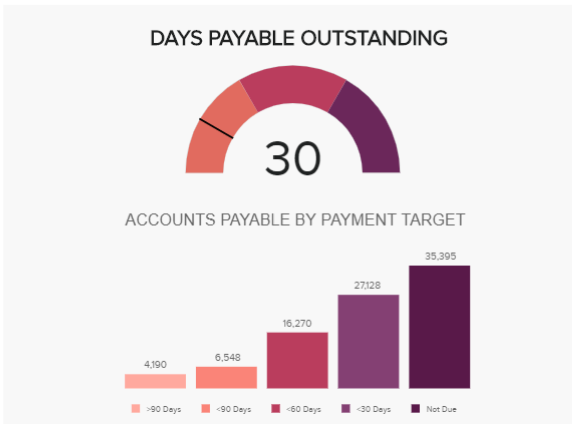 DAYS PAYABLE OUTSTANDING
30
ACCOUNTS PAYABLE BY PAYMENT TARGET
35,395
27,128
16,270
6,548
4,190
>90 Days <90 Days <60 Days <30 Days Not Due